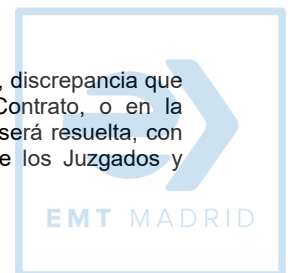 , discrepancia que
Contrato, o en la
será resuelta, con
e los Juzgados y
EMT MADRID